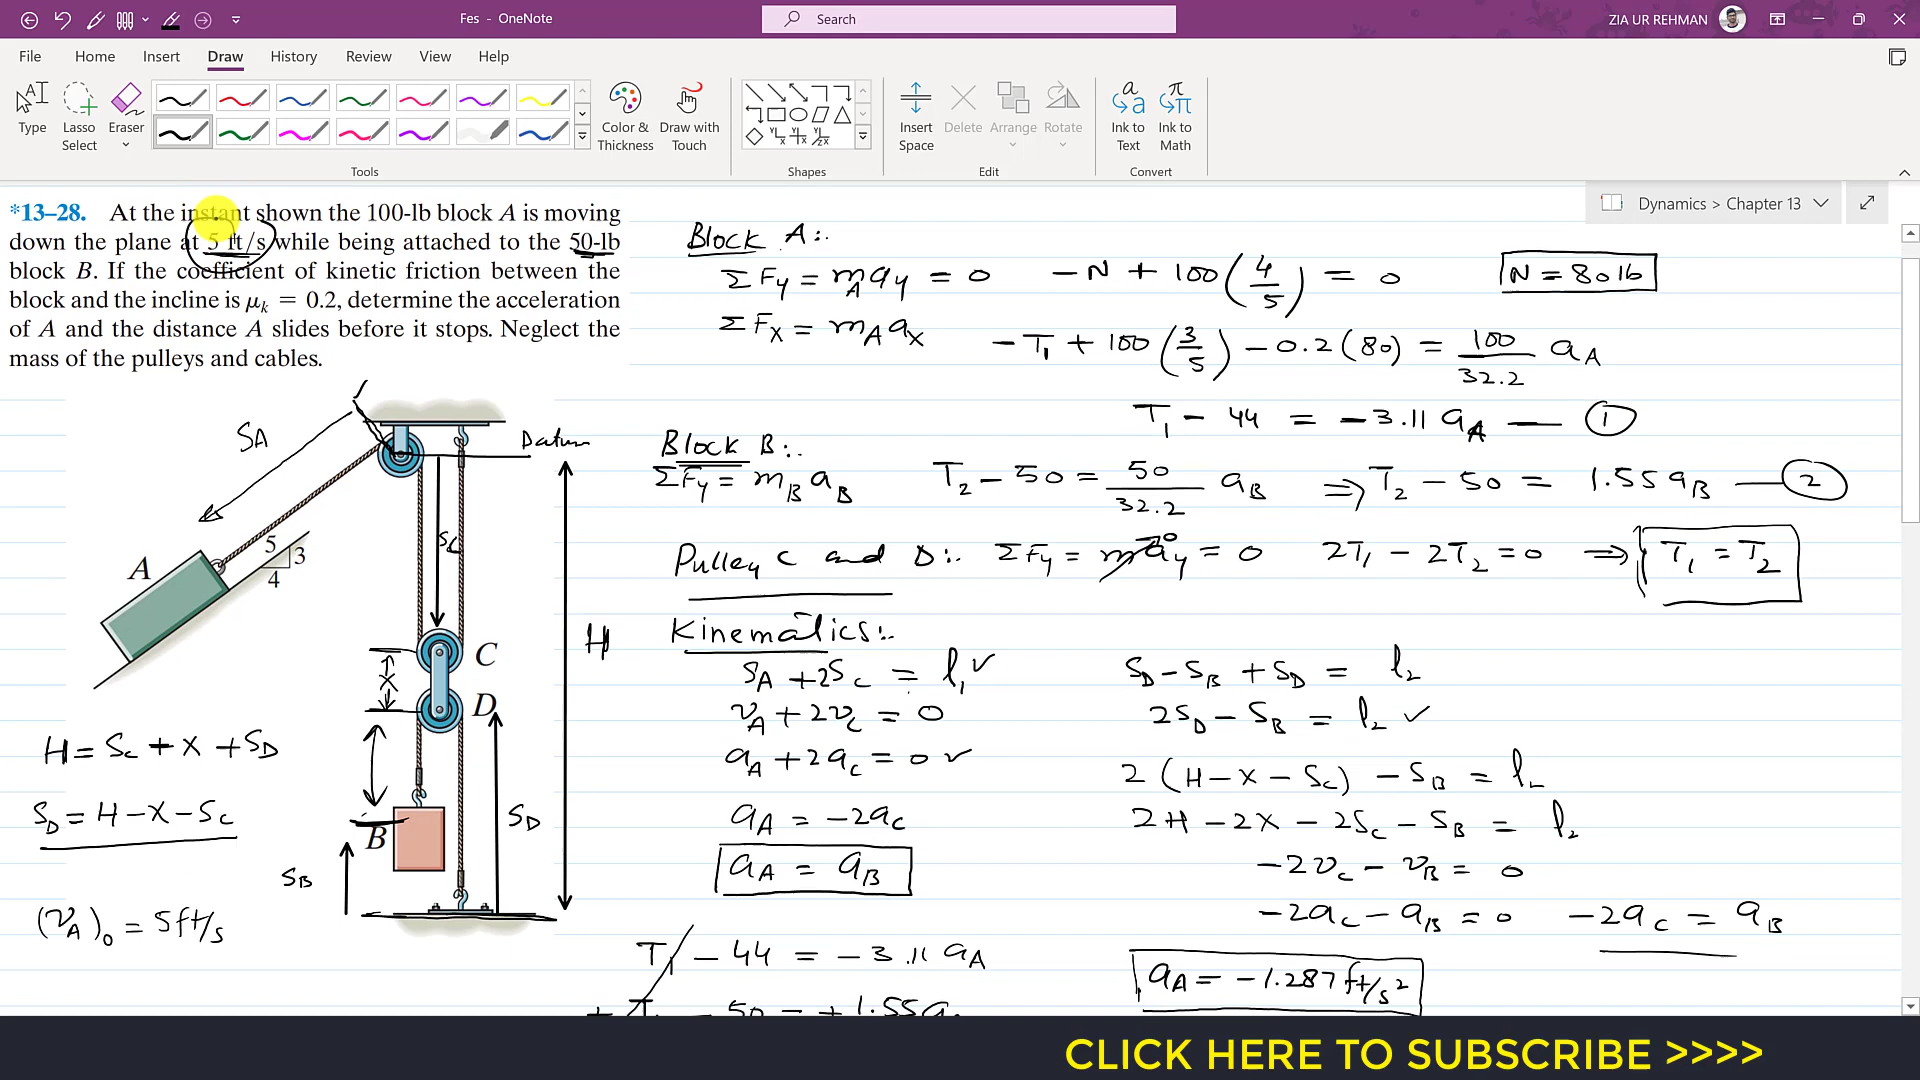 Fes - OneNote
Search
ZIA UR REHMAN
File Home Insert Draw History Review View Help
Type
Lasso Select
Eraser
Color & Thickness
Draw with Touch
Insert Space
Delete
Arrange
Rotate
Ink to Text
Ink to Math
Tools
Shapes
Edit
Convert
Dynamics > Chapter 13
*13–28. At the instant shown the 100-lb block A is moving
down the plane at 5 ft/s while being attached to the 50-lb
block B. If the coefficient of kinetic friction between the
block and the incline is μk = 0.2, determine the acceleration
of A and the distance A slides before it stops. Neglect the
mass of the pulleys and cables.
SA
Datum
A
5
3
4
SC
H
C
x
D
B
SD
SB
H = Sc + x + SD
SD = H - x - Sc
(vA)0 = 5 ft/s
Block A:.
ΣFy = mA ay = 0 - N + 100 (4/5) = 0 N = 80 lb
ΣFx = mA ax - T1 + 100 (3/5) - 0.2 (80) = 100/32.2 aA
T1 - 44 = - 3.11 aA — 1
Block B:.
ΣFy = mB aB T2 - 50 = 50/32.2 aB => T2 - 50 = 1.55 aB — 2
Pulley C and D:. ΣFy = may 0 = 0 2T1 - 2T2 = 0 => T1 = T2
Kinematics:.
SA + 2Sc = l1 ✓
vA + 2vc = 0
aA + 2ac = 0 ✓
aA = -2ac
aA = aB
SD - SB + SD = l2
2SD - SB = l2 ✓
2 (H - x - Sc) - SB = l2
2H - 2x - 2Sc - SB = l2
-2vc - vB = 0
-2ac - aB = 0 -2ac = aB
T1 - 44 = - 3.11 aA
aA = -1.287 ft/s²
CLICK HERE TO SUBSCRIBE >>>>